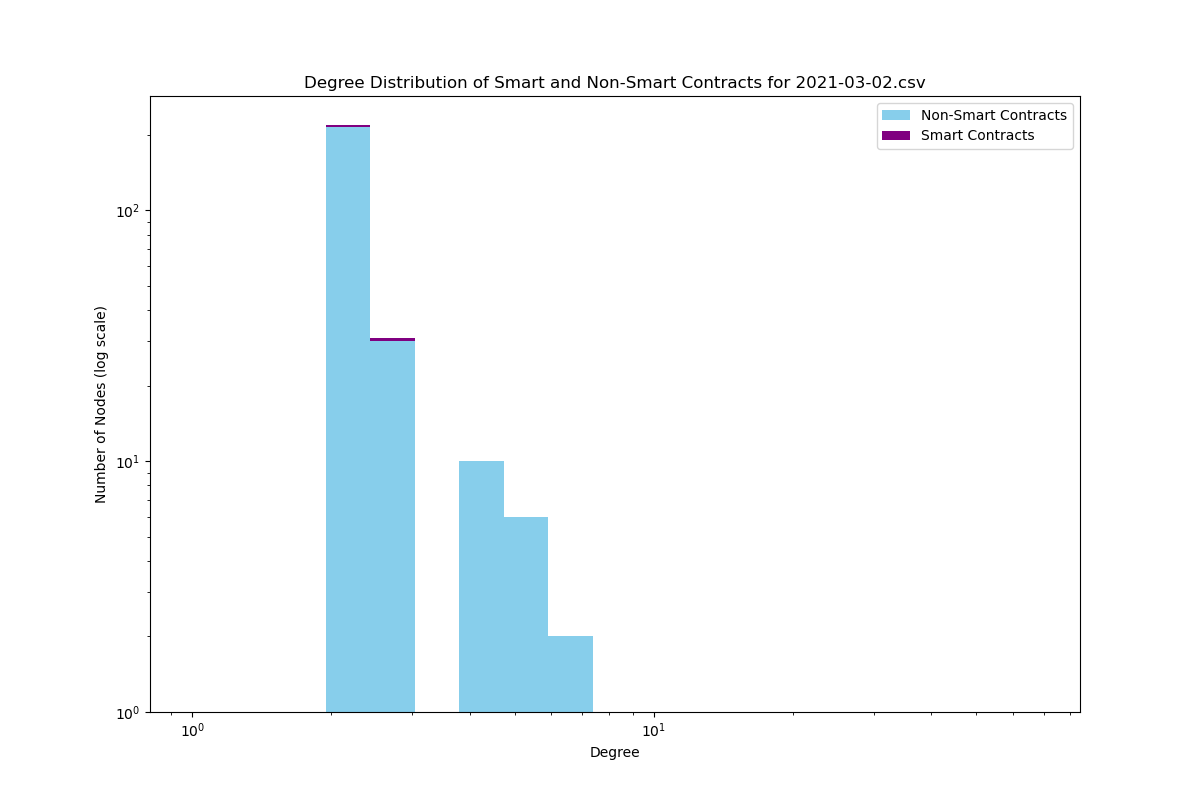 Degree Distribution of Smart and Non-Smart Contracts for 2021-03-02.csv
Non-Smart Contracts
Smart Contracts
Number of Nodes (log scale)
10²
10¹
10⁰
10⁰ 10¹
Degree